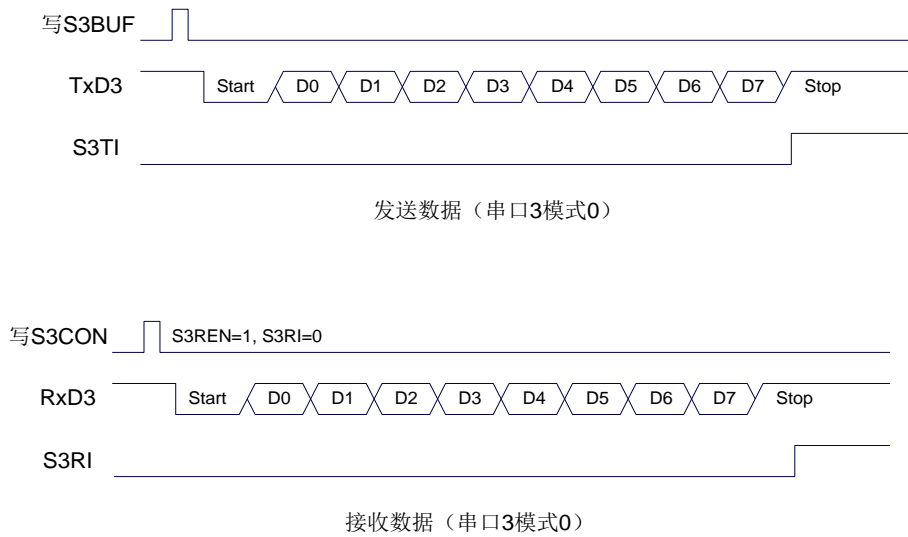 写S3BUF
TxD3 Start D0 D1 D2 D3 D4 D5 D6 D7 Stop
S3TI
发送数据（串口3模式0）
写S3CON S3REN=1, S3RI=0
RxD3 Start D0 D1 D2 D3 D4 D5 D6 D7 Stop
S3RI
接收数据（串口3模式0）